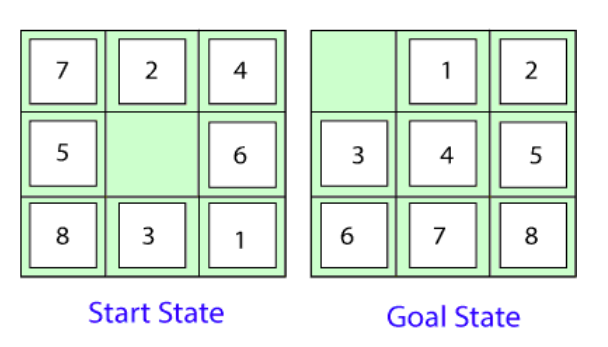 7 2 4
5 6
8 3 1
Start State
1 2
3 4 5
6 7 8
Goal State